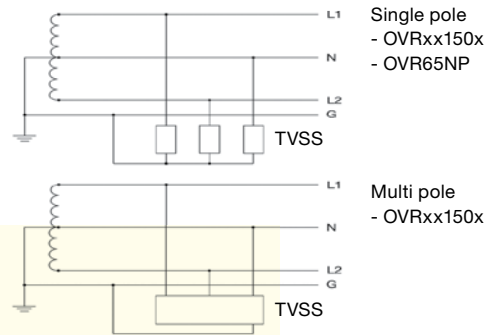 L1
Single pole
- OVRxx150x
N
- OVR65NP
L2
G
TVSS
L1
Multi pole
- OVRxx150x
N
L2
G
TVSS